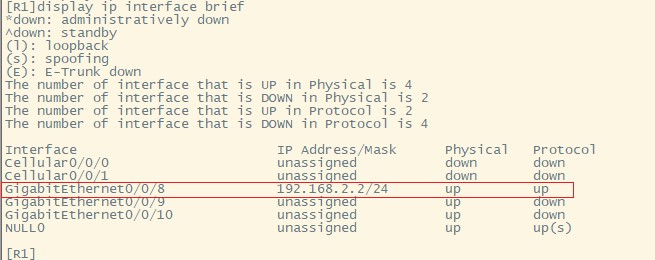 [R1]display ip interface brief
*down: administratively down
^down: standby
(l): loopback
(s): spoofing
(E): E-Trunk down
The number of interface that is UP in Physical is 4
The number of interface that is DOWN in Physical is 2
The number of interface that is UP in Protocol is 2
The number of interface that is DOWN in Protocol is 4

Interface IP Address/Mask Physical Protocol
Cellular0/0/0 unassigned down down
Cellular0/0/1 unassigned down down
GigabitEthernet0/0/8 192.168.2.2/24 up up
GigabitEthernet0/0/9 unassigned up down
GigabitEthernet0/0/10 unassigned up down
NULL0 unassigned up up(s)

[R1]